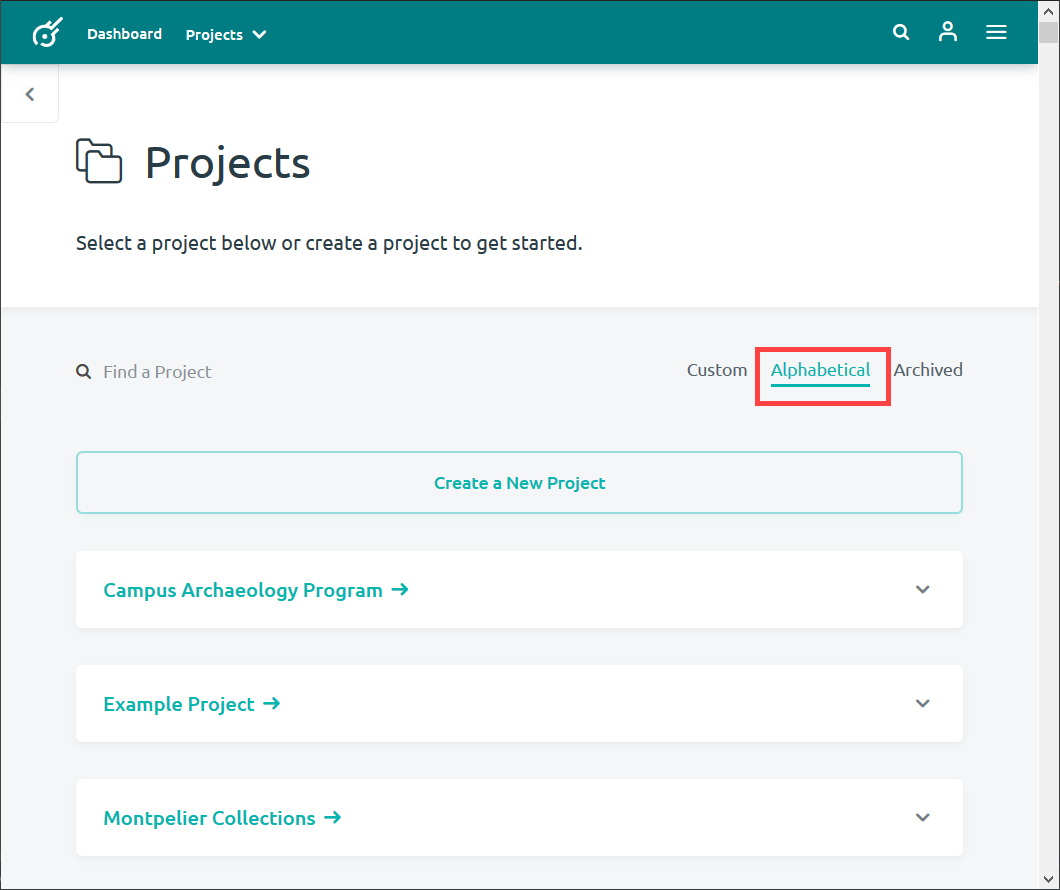 Dashboard Projects
Projects
Select a project below or create a project to get started.
Find a Project Custom Alphabetical Archived
Create a New Project
Campus Archaeology Program
Example Project
Montpelier Collections